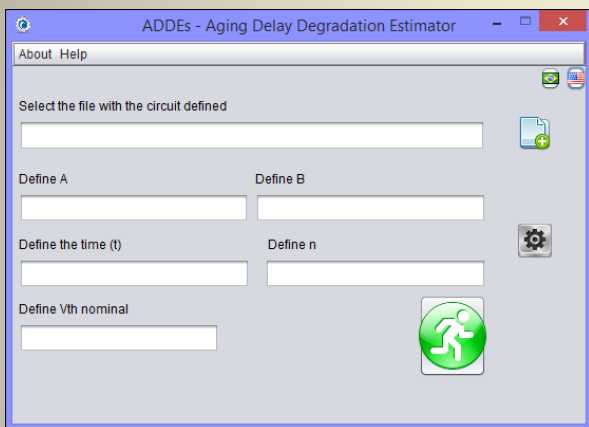 ADDEs - Aging Delay Degradation Estimator
About Help
Select the file with the circuit defined
Define A Define B
Define the time (t) Define n
Define Vth nominal